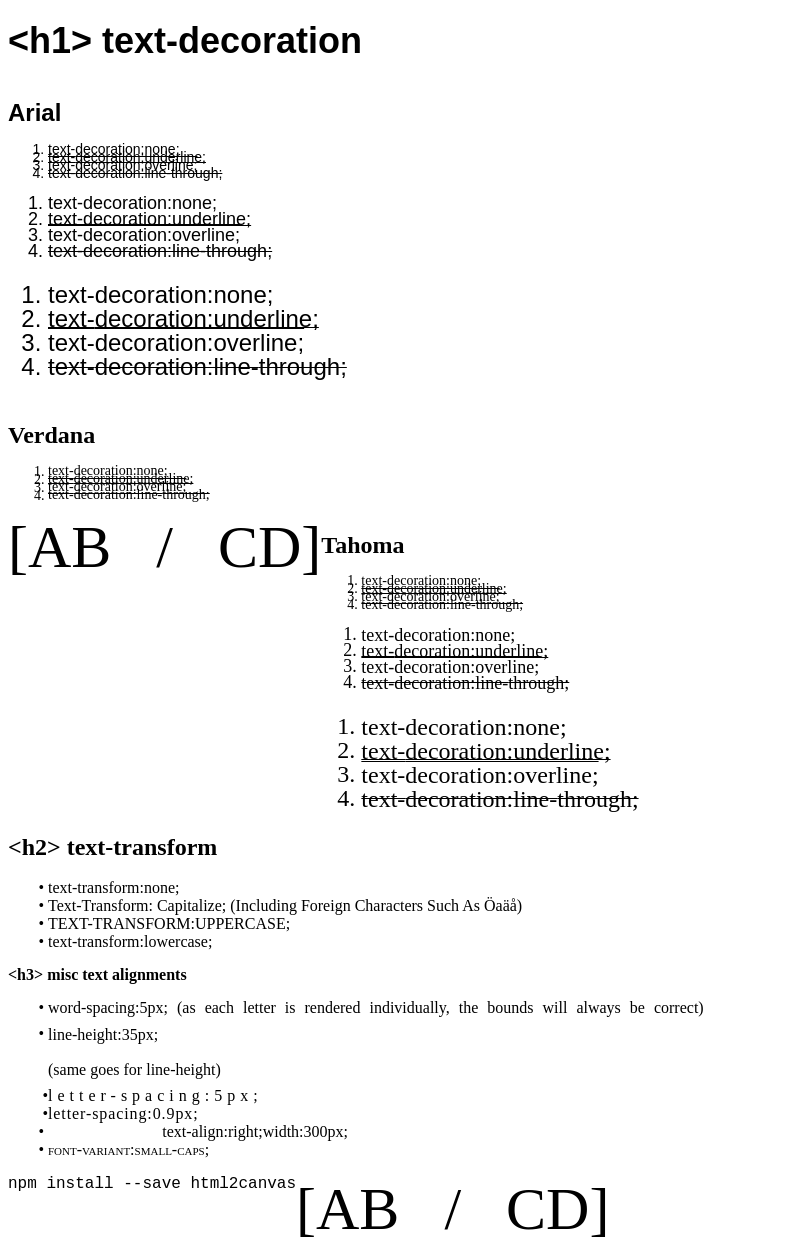 <h1> text-decoration
Arial
1. text-decoration:none;
2. text-decoration:underline;
3. text-decoration:overline;
4. text-decoration:line-through;
1. text-decoration:none;
2. text-decoration:underline;
3. text-decoration:overline;
4. text-decoration:line-through;
1. text-decoration:none;
2. text-decoration:underline;
3. text-decoration:overline;
4. text-decoration:line-through;
Verdana
1. text-decoration:none;
2. text-decoration:underline;
3. text-decoration:overline;
4. text-decoration:line-through;
[AB / CD] Tahoma
1. text-decoration:none;
2. text-decoration:underline;
3. text-decoration:overline;
4. text-decoration:line-through;
1. text-decoration:none;
2. text-decoration:underline;
3. text-decoration:overline;
4. text-decoration:line-through;
1. text-decoration:none;
2. text-decoration:underline;
3. text-decoration:overline;
4. text-decoration:line-through;
<h2> text-transform
• text-transform:none;
• Text-Transform: Capitalize; (Including Foreign Characters Such As Öaäå)
• TEXT-TRANSFORM:UPPERCASE;
• text-transform:lowercase;
<h3> misc text alignments
• word-spacing:5px; (as each letter is rendered individually, the bounds will always be correct)
• line-height:35px;
(same goes for line-height)
• letter-spacing:5px;
• letter-spacing:0.9px;
• text-align:right;width:300px;
• FONT-VARIANT:SMALL-CAPS;
npm install --save html2canvas [AB / CD]